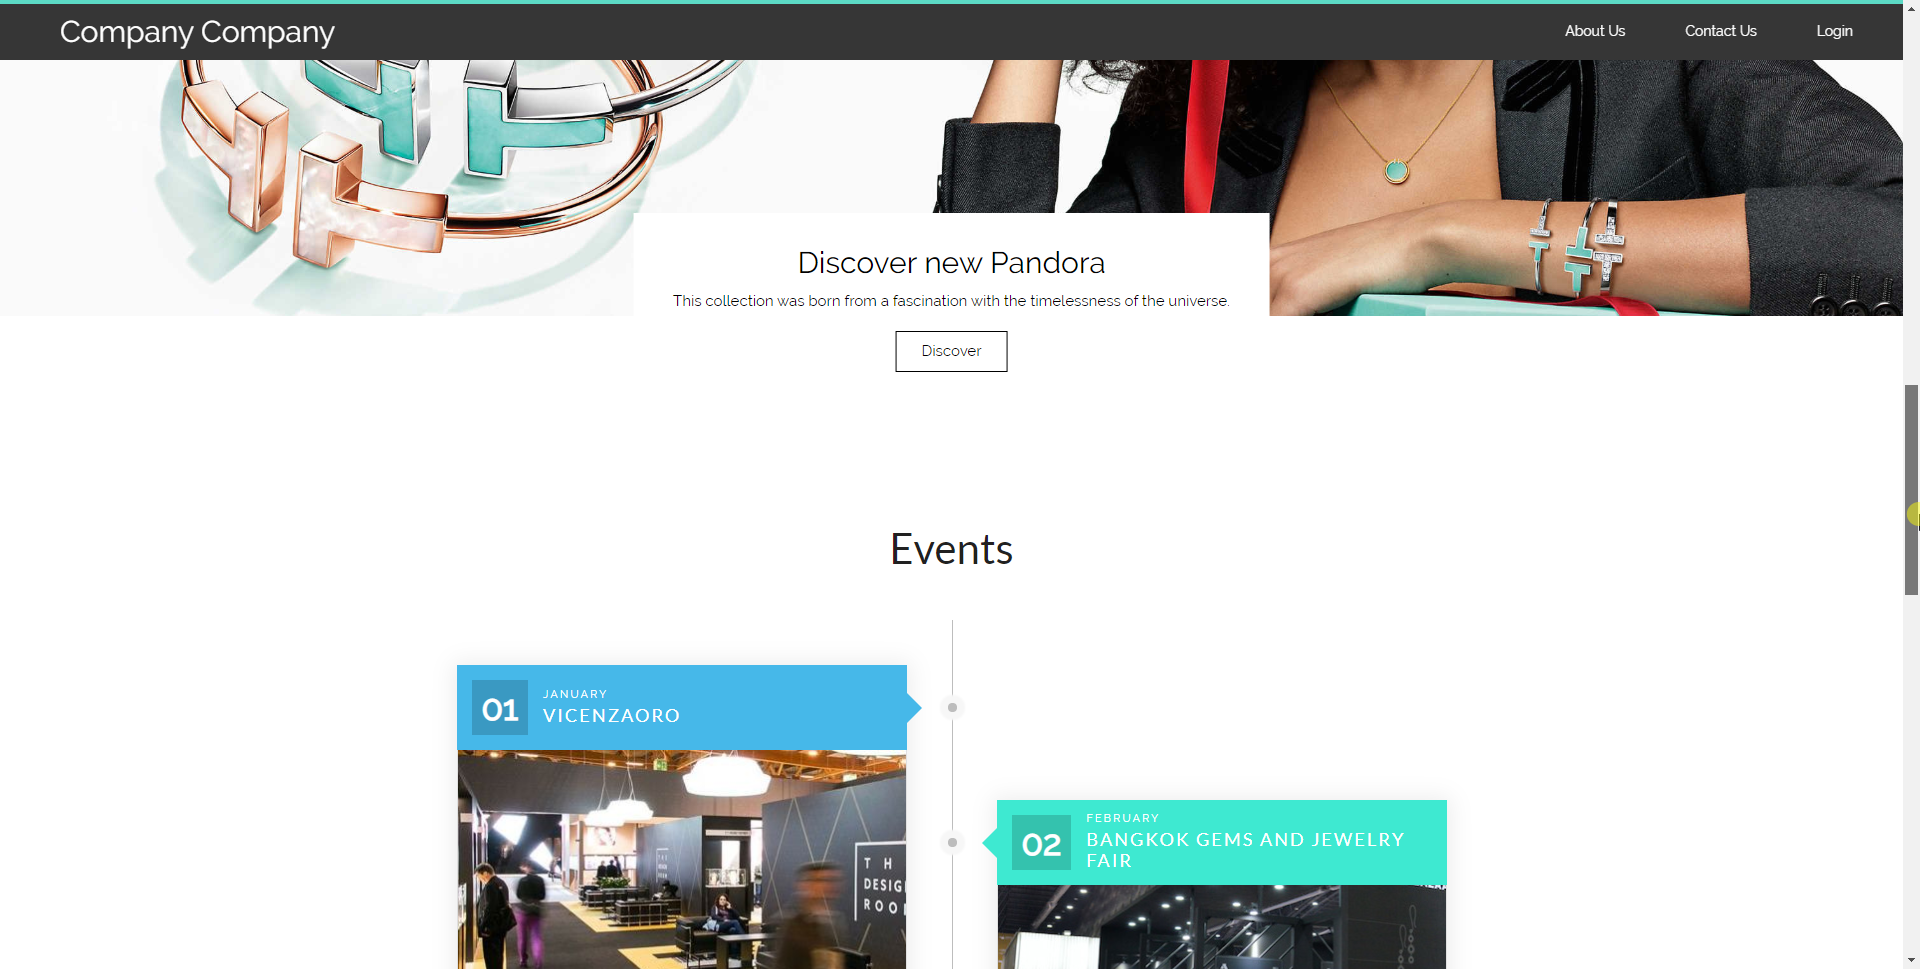 Company Company
About Us
Contact Us
Login
Discover new Pandora
This collection was born from a fascination with the timelessness of the universe.
Discover
Events
01
JANUARY
VICENZAORO
02
FEBRUARY
BANGKOK GEMS AND JEWELRY
FAIR
DESIG
ROO